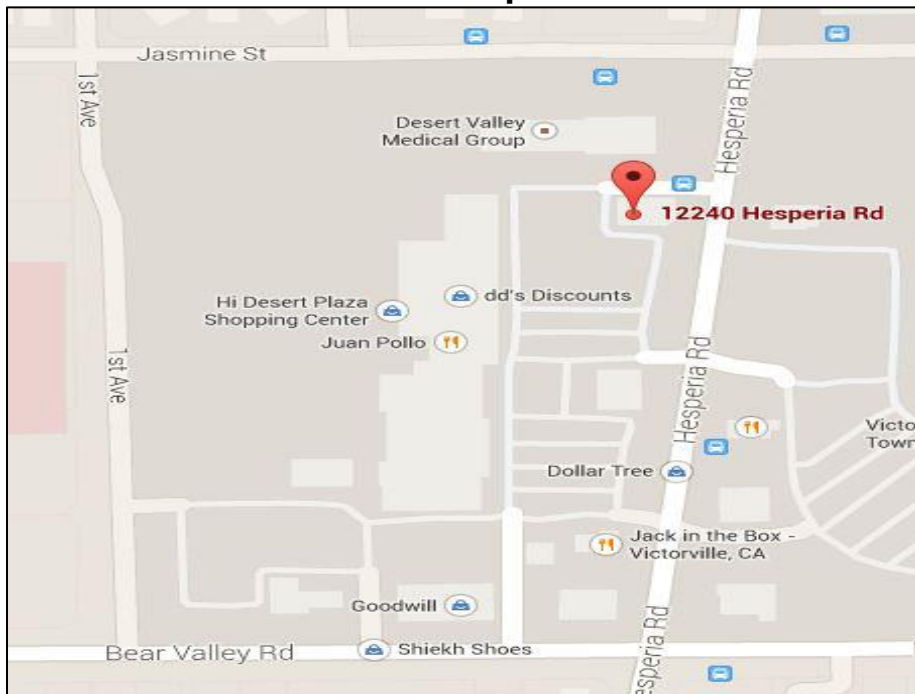 Jasmine St
1st Ave
Hesperia Rd
Desert Valley
Medical Group
12240 Hesperia Rd
dd's Discounts
Hi Desert Plaza
Shopping Center
Juan Pollo
1st Ave
Hesperia Rd
Victo
Town
Dollar Tree
Jack in the Box -
Victorville, CA
Goodwill
Shiekh Shoes
Bear Valley Rd
Hesperia Rd